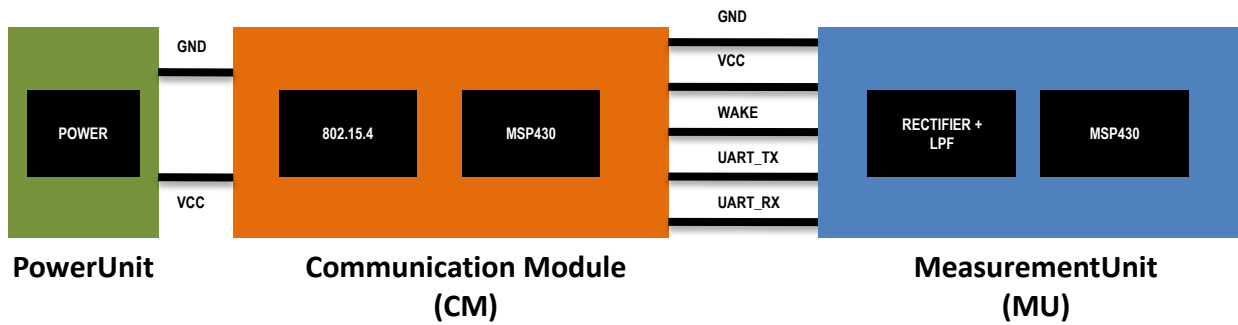 GND
POWER
VCC
802.15.4
MSP430
GND
VCC
WAKE
UART_TX
UART_RX
RECTIFIER +
LPF
MSP430
PowerUnit
Communication Module
(CM)
MeasurementUnit
(MU)